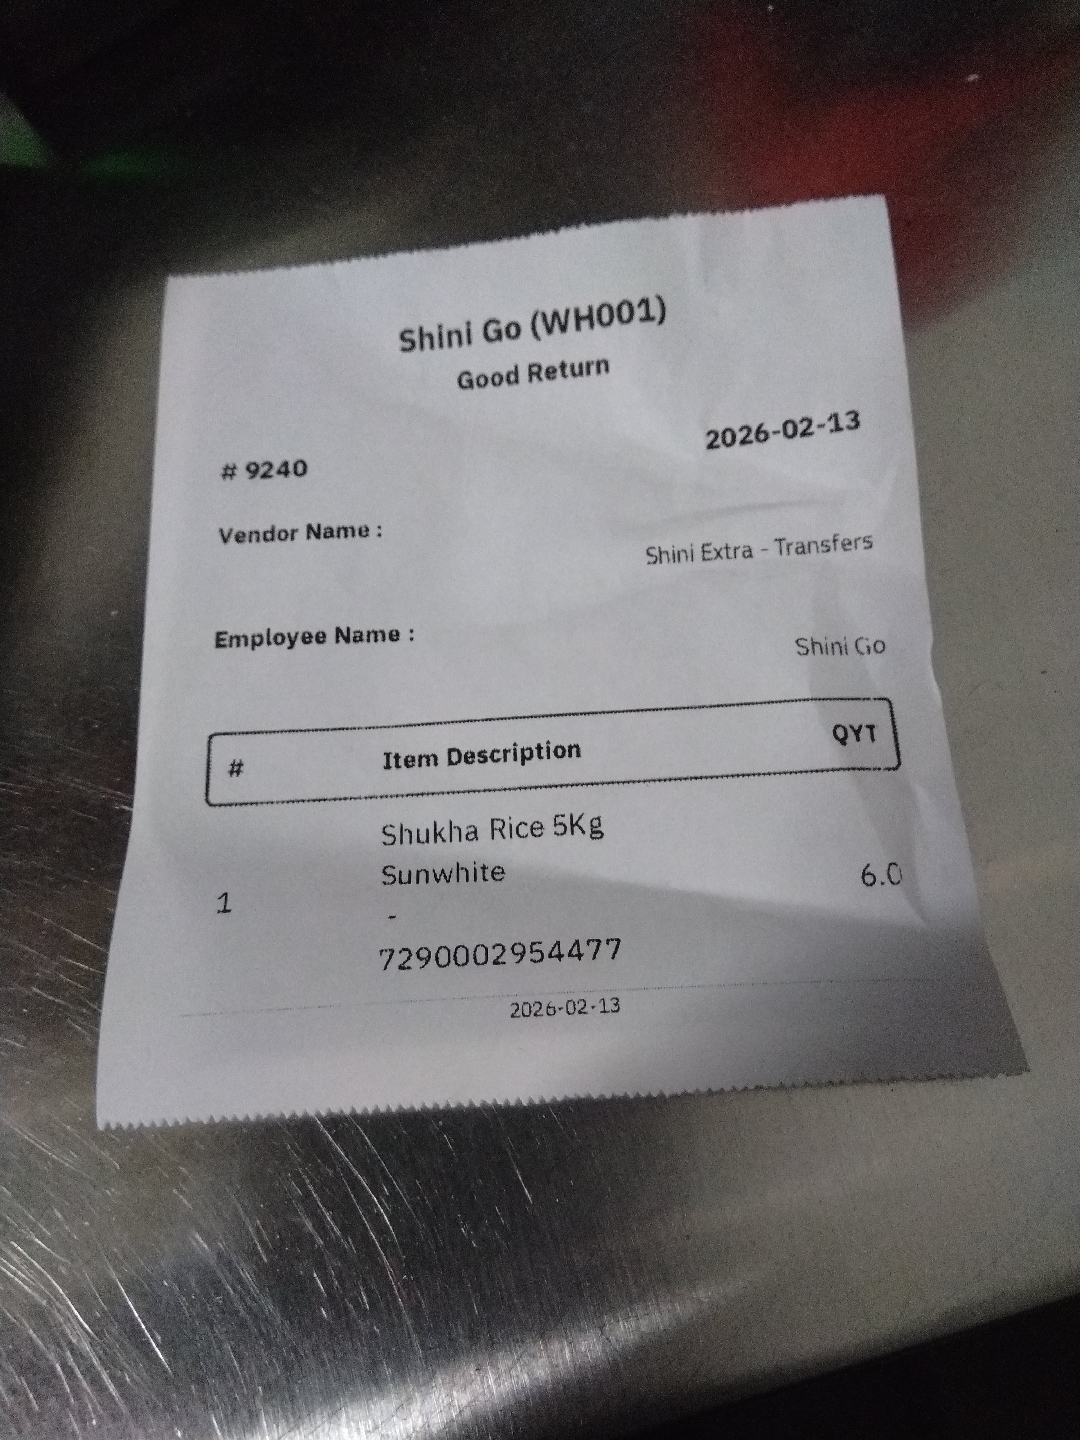 Shini Go (WH001)
Good Return
2026-02-13
# 9240
Vendor Name :
Shini Extra - Transfers
Employee Name :
Shini Go
# Item Description QYT
Shukha Rice 5Kg
Sunwhite
1 6.0
-
7290002954477
2026-02-13